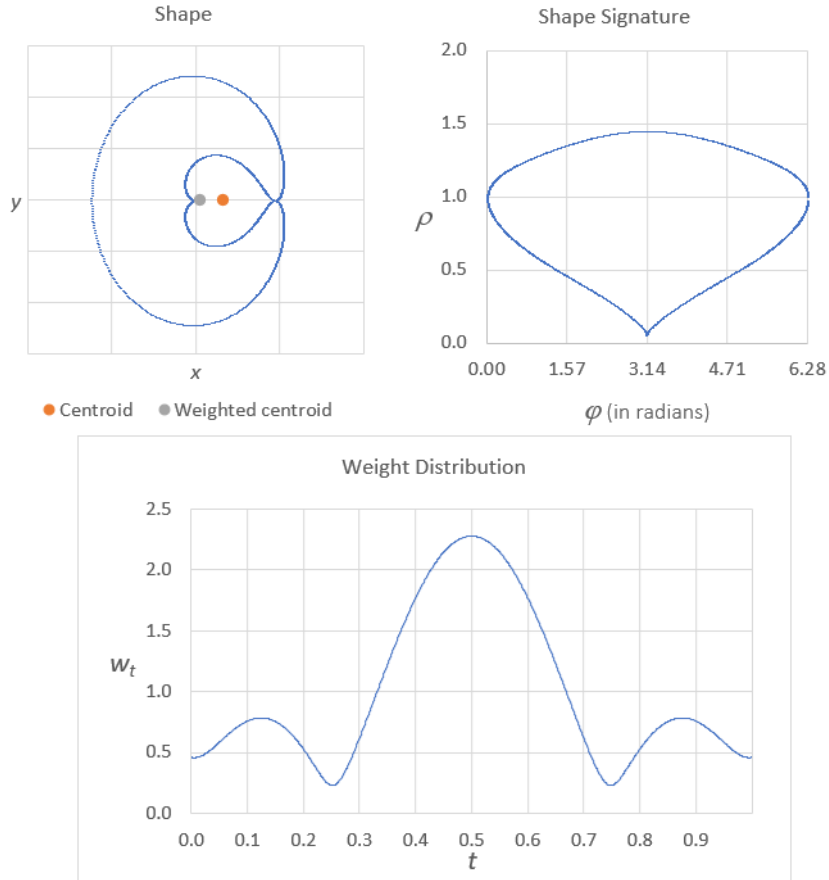 Shape
y
x
Centroid
Weighted centroid
Shape Signature
2.0
1.5
1.0
0.5
0.0
ρ
0.00 1.57 3.14 4.71 6.28
φ (in radians)
Weight Distribution
2.5
2.0
1.5
1.0
0.5
0.0
wt
0.0 0.1 0.2 0.3 0.4 0.5 0.6 0.7 0.8 0.9
t